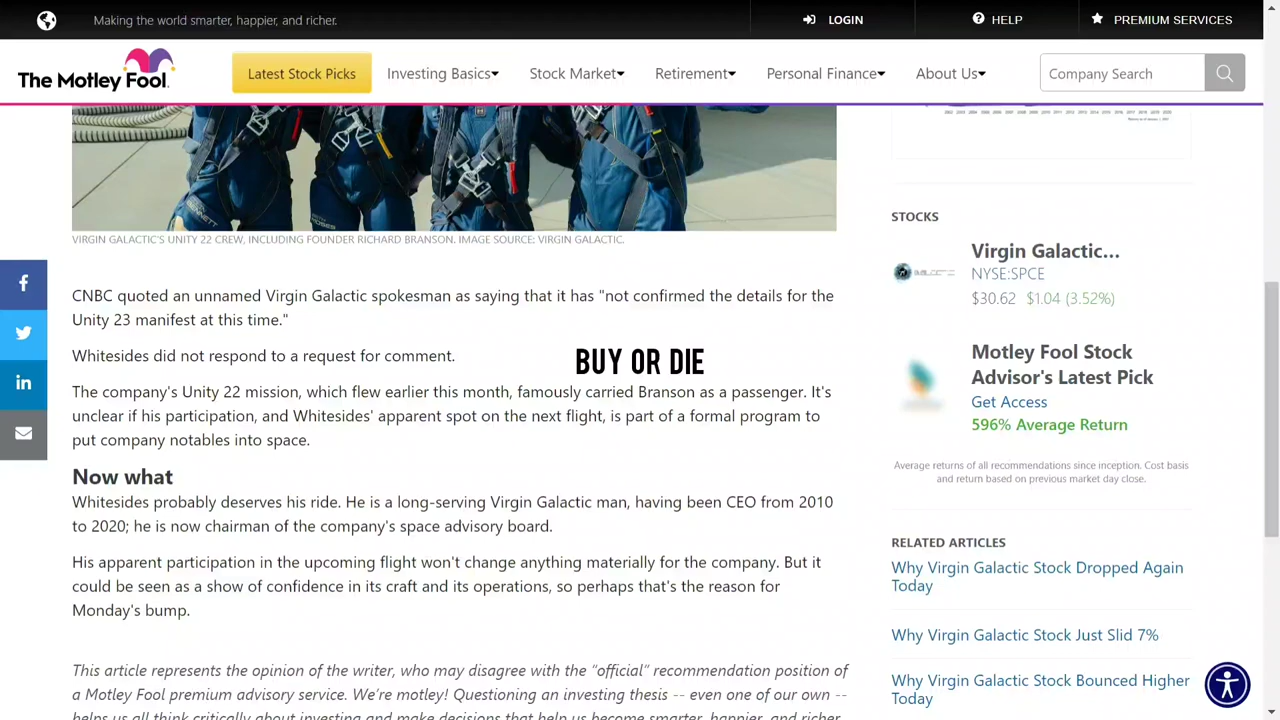 Making the world smarter, happier, and richer.
LOGIN
HELP
PREMIUM SERVICES
The Motley Fool.
Latest Stock Picks
Investing Basics
Stock Market
Retirement
Personal Finance
About Us
Company Search
VIRGIN GALACTIC'S UNITY 22 CREW, INCLUDING FOUNDER RICHARD BRANSON. IMAGE SOURCE: VIRGIN GALACTIC.
CNBC quoted an unnamed Virgin Galactic spokesman as saying that it has "not confirmed the details for the
Unity 23 manifest at this time."
Whitesides did not respond to a request for comment.
BUY OR DIE
The company's Unity 22 mission, which flew earlier this month, famously carried Branson as a passenger. It's
unclear if his participation, and Whitesides' apparent spot on the next flight, is part of a formal program to
put company notables into space.
Now what
Whitesides probably deserves his ride. He is a long-serving Virgin Galactic man, having been CEO from 2010
to 2020; he is now chairman of the company's space advisory board.
His apparent participation in the upcoming flight won't change anything materially for the company. But it
could be seen as a show of confidence in its craft and its operations, so perhaps that's the reason for
Monday's bump.
This article represents the opinion of the writer, who may disagree with the “official” recommendation position of
a Motley Fool premium advisory service. We’re motley! Questioning an investing thesis -- even one of our own --
helps us all think critically about investing and make decisions that help us become smarter, happier, and richer.
STOCKS
Virgin Galactic...
NYSE:SPCE
$30.62 $1.04 (3.52%)
Motley Fool Stock
Advisor's Latest Pick
Get Access
596% Average Return
Average returns of all recommendations since inception. Cost basis
and return based on previous market day close.
RELATED ARTICLES
Why Virgin Galactic Stock Dropped Again
Today
Why Virgin Galactic Stock Just Slid 7%
Why Virgin Galactic Stock Bounced Higher
Today